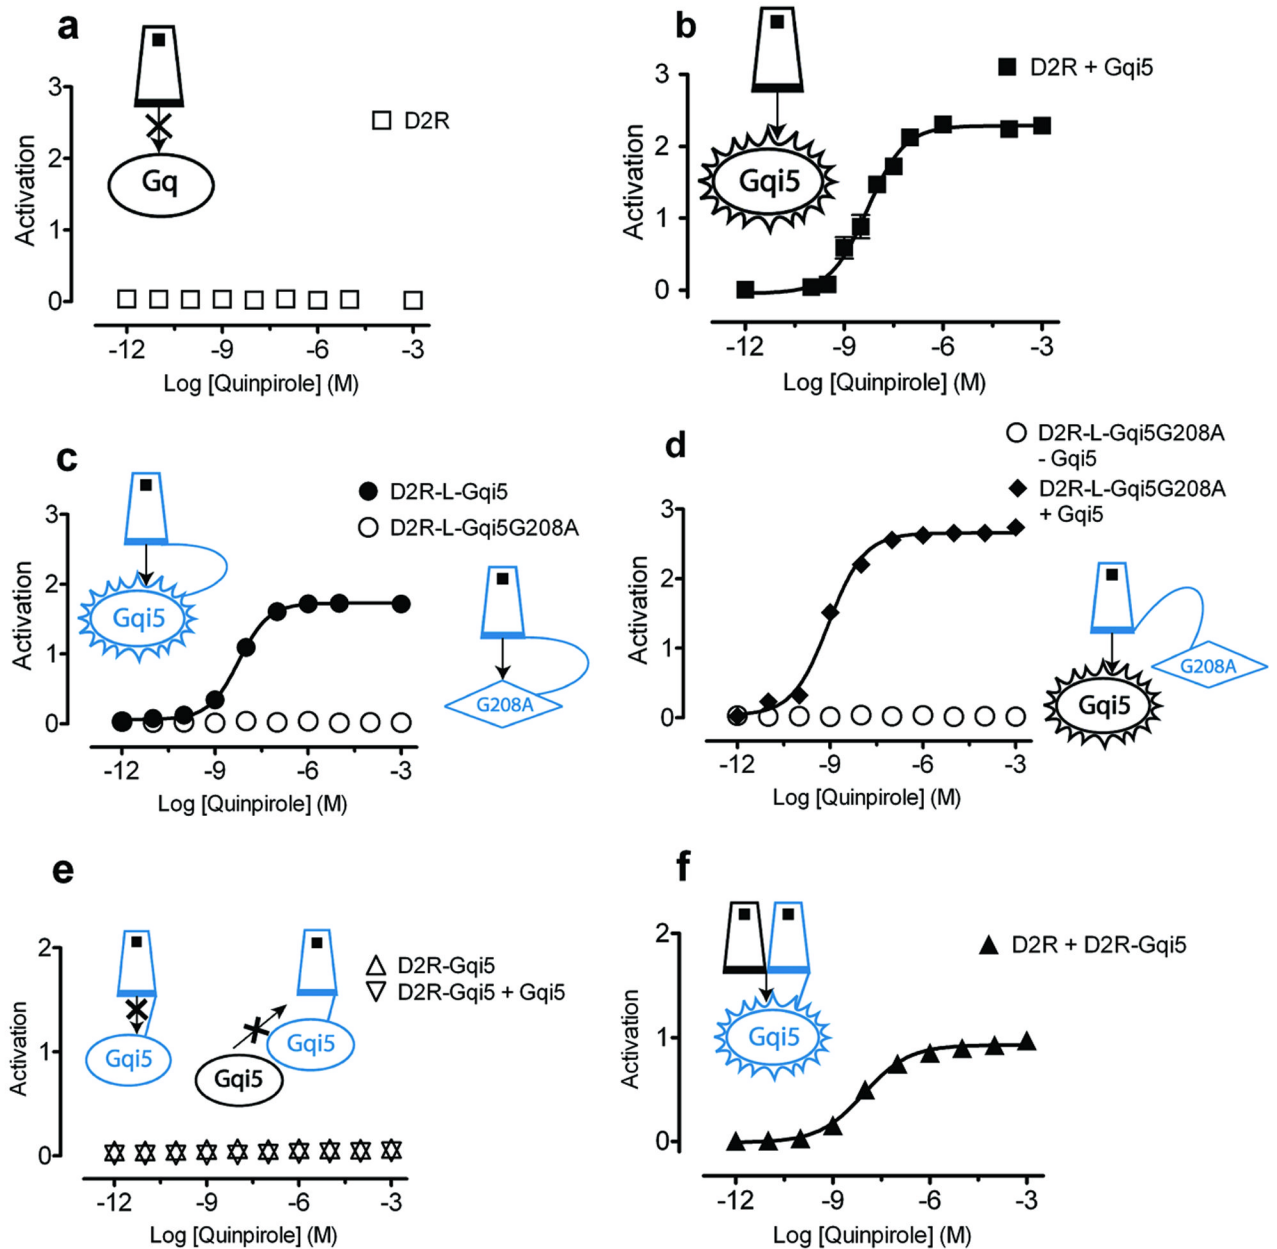 a
Gq
D2R
3
2
1
0
Activation
-12 -9 -6 -3
Log [Quinpirole] (M)
b
Gqi5
D2R + Gqi5
3
2
1
0
Activation
-12 -9 -6 -3
Log [Quinpirole] (M)
c
Gqi5
D2R-L-Gqi5
D2R-L-Gqi5G208A
G208A
3
2
1
0
Activation
-12 -9 -6 -3
Log [Quinpirole] (M)
d
D2R-L-Gqi5G208A
- Gqi5
D2R-L-Gqi5G208A
+ Gqi5
G208A
Gqi5
3
2
1
0
Activation
-12 -9 -6 -3
Log [Quinpirole] (M)
e
Gqi5
Gqi5
Gqi5
D2R-Gqi5
D2R-Gqi5 + Gqi5
2
1
0
Activation
-12 -9 -6 -3
Log [Quinpirole] (M)
f
Gqi5
D2R + D2R-Gqi5
2
1
0
Activation
-12 -9 -6 -3
Log [Quinpirole] (M)